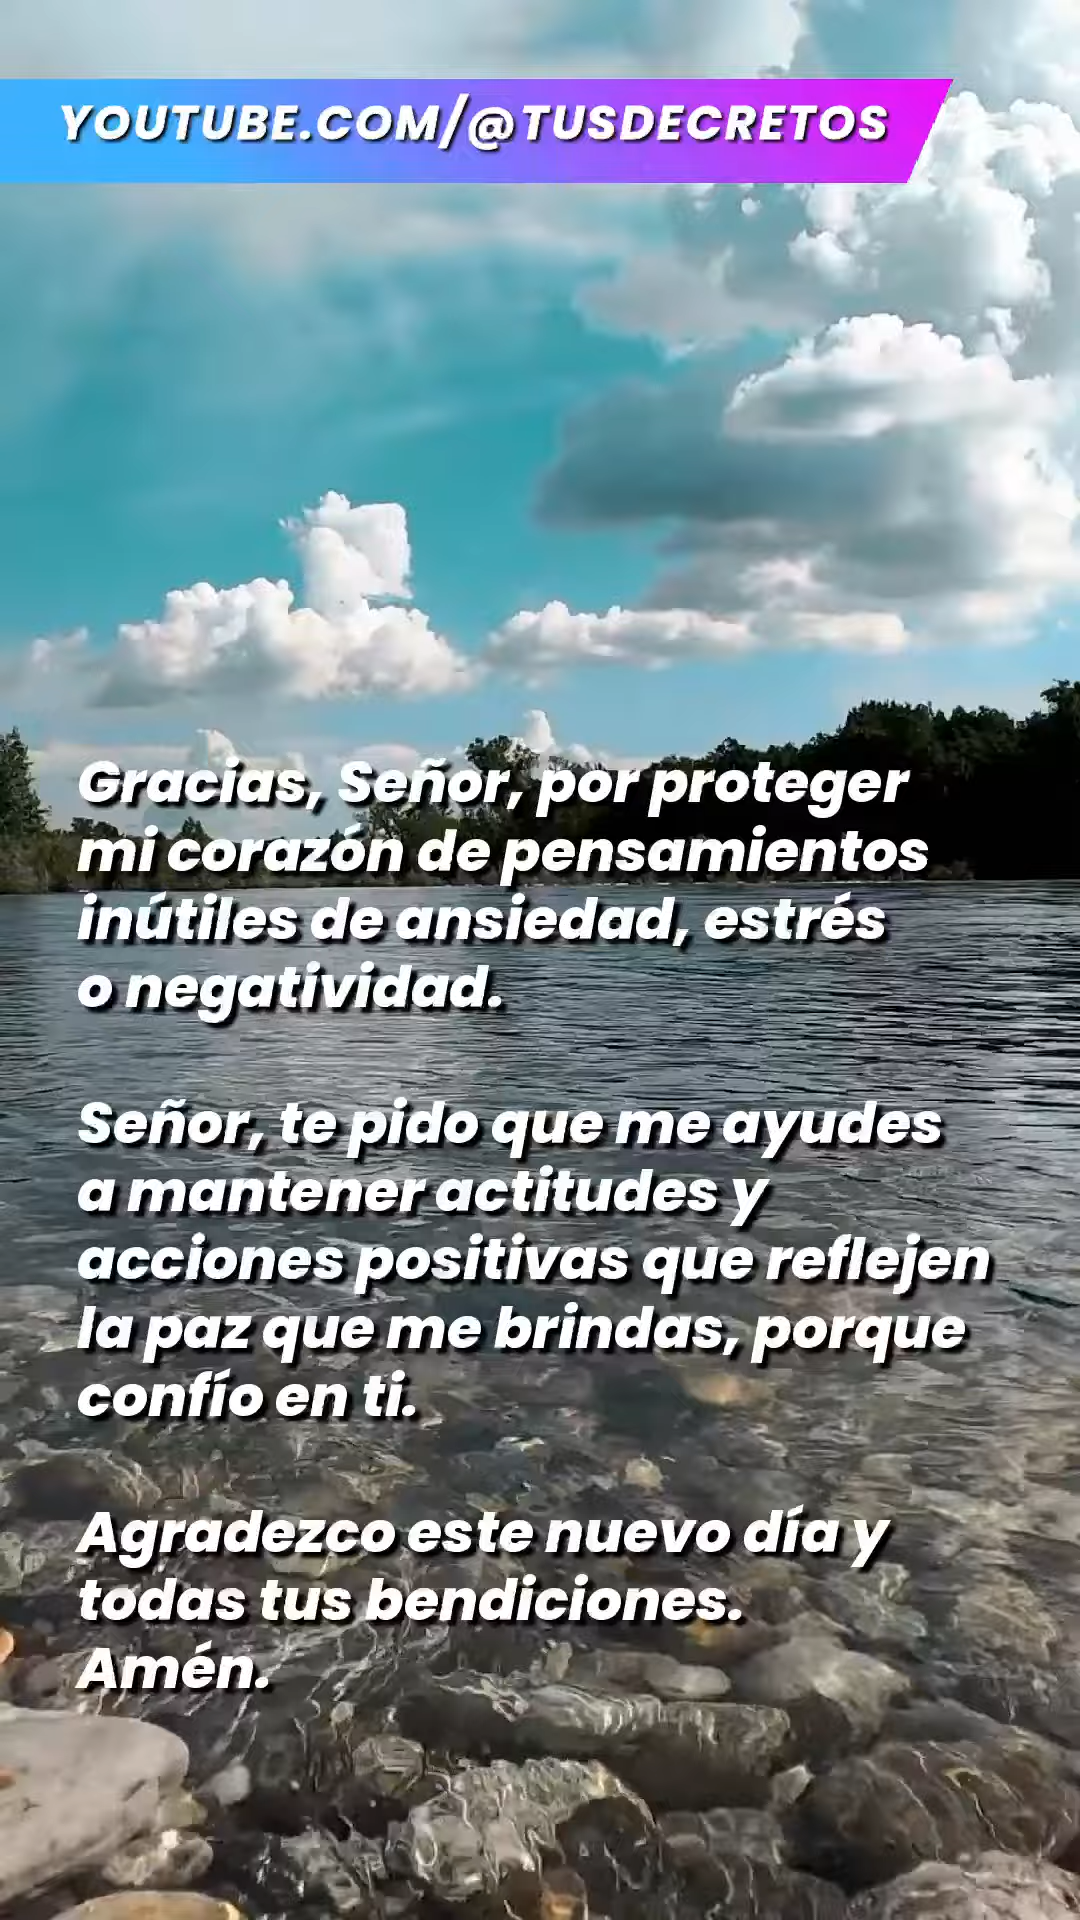 YOUTUBE.COM/@TUSDECRETOS
Gracias, Señor, por proteger
mi corazón de pensamientos
inútiles de ansiedad, estrés
o negatividad.
Señor, te pido que me ayudes
a mantener actitudes y
acciones positivas que reflejen
la paz que me brindas, porque
confío en ti.
Agradezco este nuevo día y
todas tus bendiciones.
Amén.